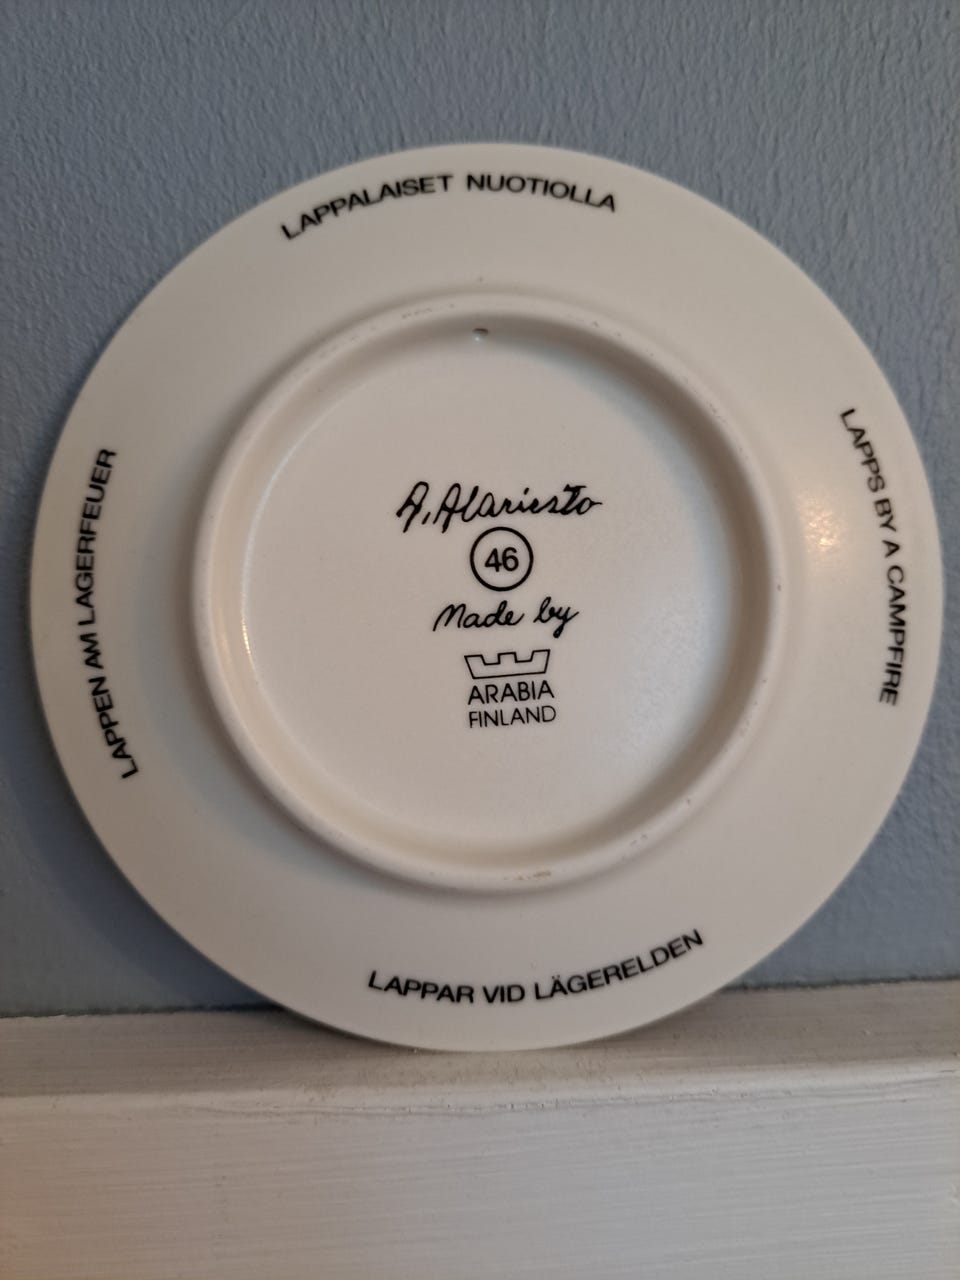 LAPPALAISET NUOTIOLLA
LAPPS BY A CAMPFIRE
LAPPAR VID LÄGERELDEN
LAPPEN AM LAGERFEUER
A. Alariesto
46
Made by
ARABIA
FINLAND